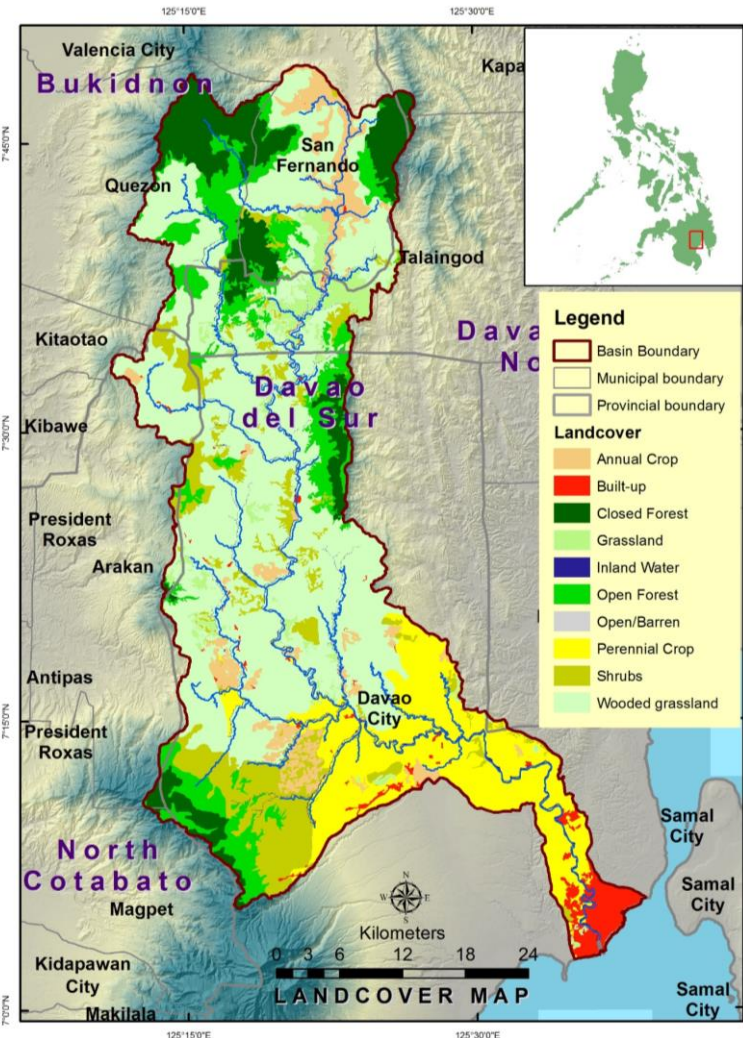 125°15'0"E
125°30'0"E
Valencia City
Bukidnon
Kapa
San
Fernando
7°45'0"N
Quezon
Talaingod
Kitaotao
Dava
No
Davao
del Sur
Kibawe
7°30'0"N
President
Roxas
Arakan
Antipas
Davao
City
7°15'0"N
President
Roxas
North
Cotabato
Magpet
Samal
City
Samal
City
Kidapawan
City
Makilala
Samal
City
7°0'0"N
Legend
Basin Boundary
Municipal boundary
Provincial boundary
Landcover
Annual Crop
Built-up
Closed Forest
Grassland
Inland Water
Open Forest
Open/Barren
Perennial Crop
Shrubs
Wooded grassland
N
W
E
S
Kilometers
0 3 6 12 18 24
LANDCOVER MAP
125°15'0"E
125°30'0"E